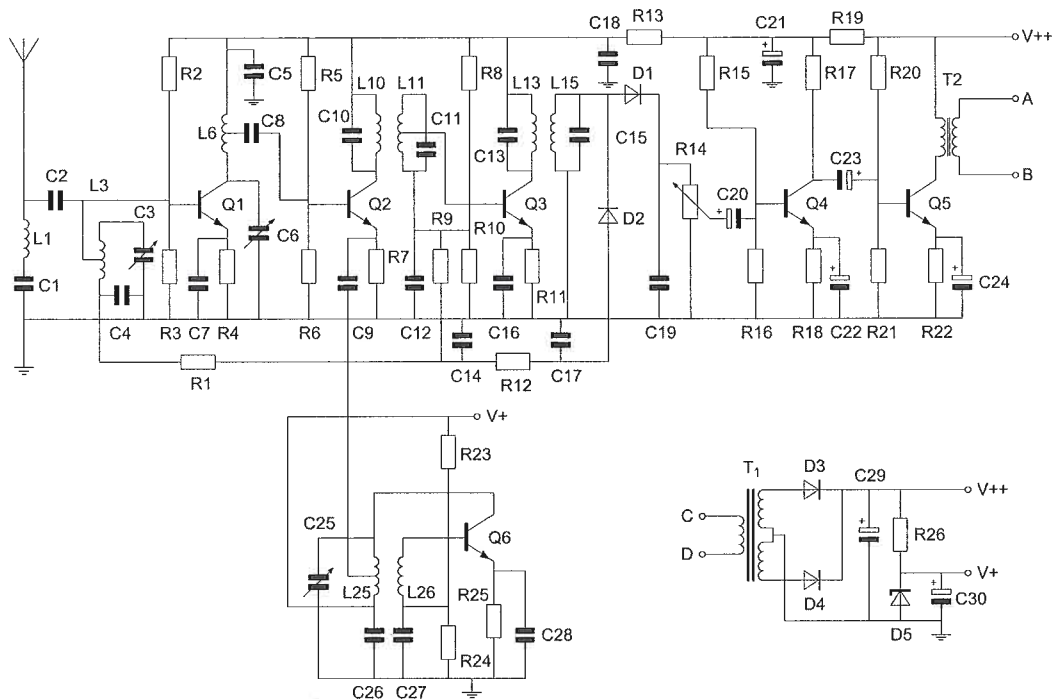 C18 R13 C21 R19 V++
R2 C5 R5 L10 L11 R8 L13 L15 D1 R15 R17 R20 T2
L6 C8 C10 C11 C13 C15 A
C2 L3 C3 R14 C20 C23 B
Q1 C6 Q2 R9 R10 Q3 D2 Q4 Q5
L1 C1 R7 R11 C24
C4 R3 C7 R4 R6 C9 C12 C16 C19 R16 R18 C22 R21 R22
R1 C14 R12 C17
V+
R23 T1 D3 C29 V++
C25 Q6 C R26
L25 L26 R25 D D4 V+
C28 R24 D5 C30
C26 C27